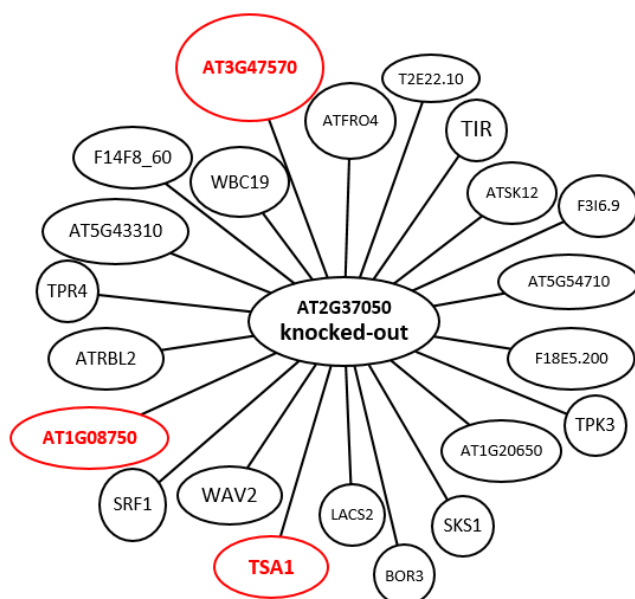 AT3G47570
T2E22.10
ATFRO4
TIR
F14F8_60
WBC19
ATSK12
F3I6.9
AT5G43310
AT5G54710
TPR4
AT2G37050
knocked-out
ATRBL2
F18E5.200
AT1G08750
TPK3
AT1G20650
SRF1
WAV2
LACS2
SKS1
TSA1
BOR3